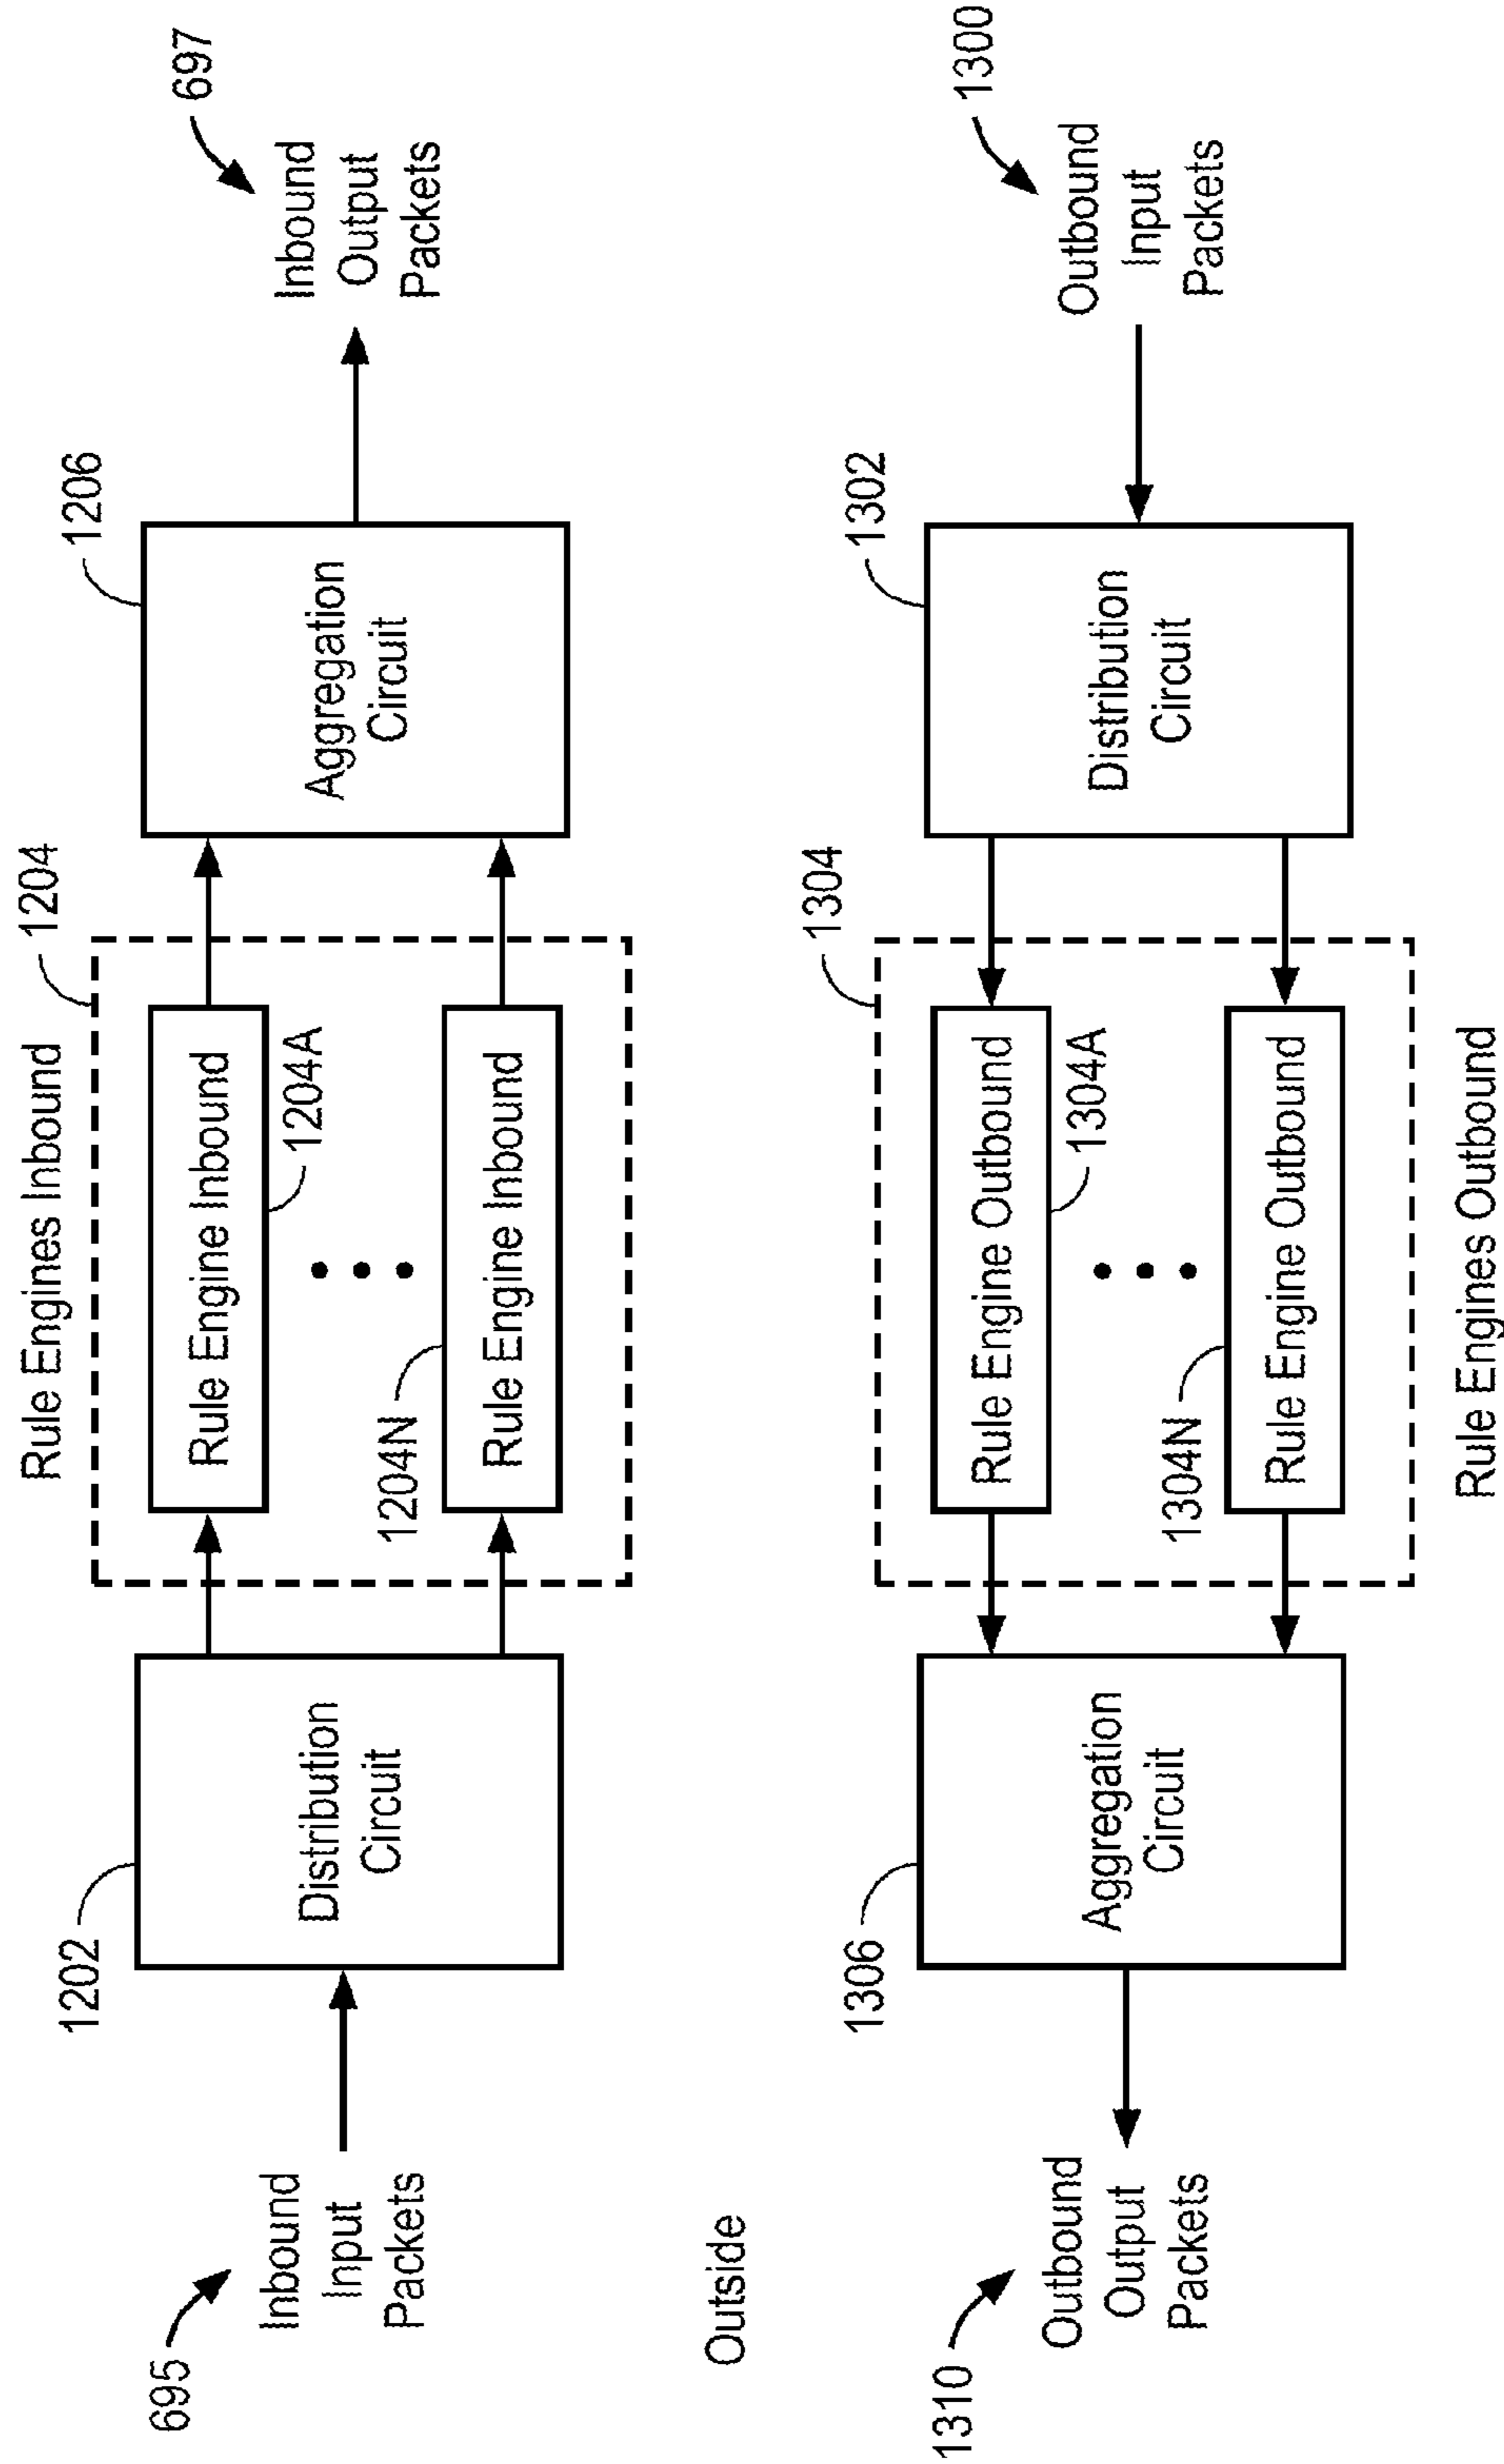 Rule Engines Inbound
1204
695
Inbound
Input
Packets
1202
Distribution
Circuit
Rule Engine Inbound
1204A
1204N
Rule Engine Inbound
1206
Aggregation
Circuit
697
Inbound
Output
Packets
Outside
1310
Outbound
Output
Packets
1306
Aggregation
Circuit
1304
Rule Engine Outbound
1304A
1304N
Rule Engine Outbound
Rule Engines Outbound
1302
Distribution
Circuit
1300
Outbound
Input
Packets